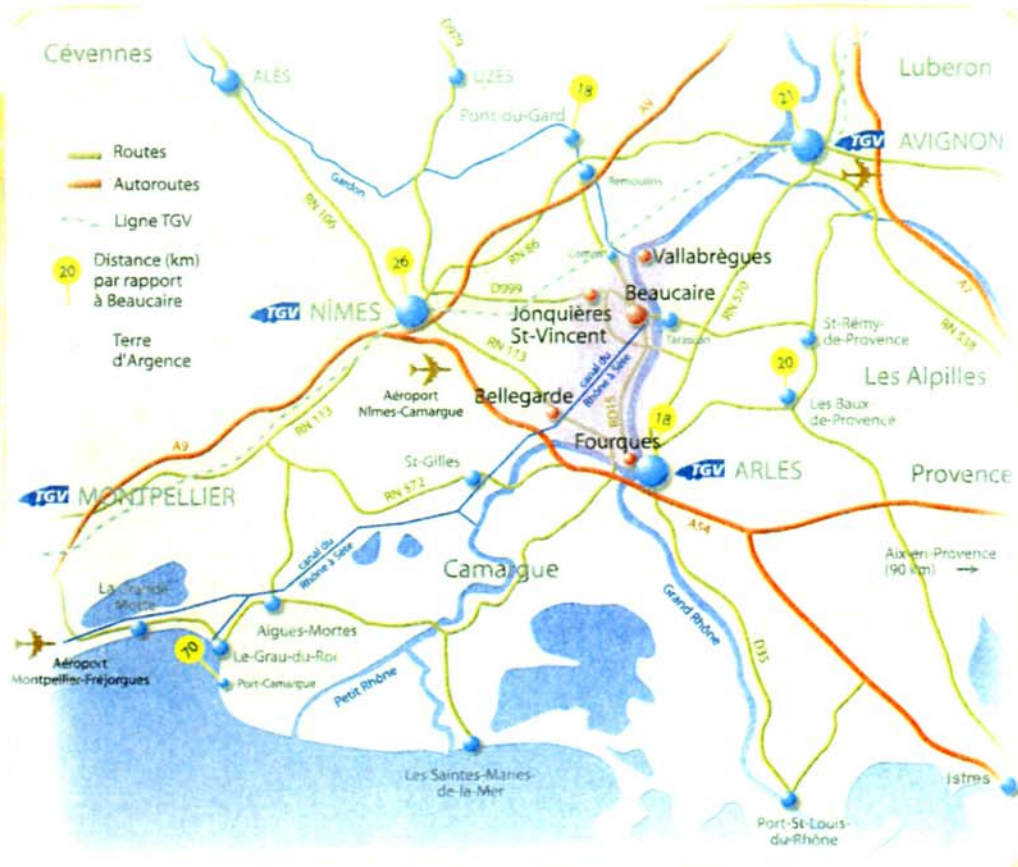 Cévennes
ALÈS
D979
UZÈS
Pont-du-Gard
18
A9
21
Luberon
TGV AVIGNON
Routes
Autoroutes
Ligne TGV
20
Distance (km)
par rapport
à Beaucaire
Terre
d'Argence
Gardon
RN 106
Remoulins
RN 86
26
TGV NÎMES
D999
Vallabrègues
Beaucaire
Jonquières
St-Vincent
Tarascon
RN 570
A7
RN 538
St-Rémy-
de-Provence
20
Les Alpilles
Les Baux-
de-Provence
RN 113
Aéroport
Nîmes-Camargue
Bellegarde
canal du
Rhône à Sète
RD15
18
Fourques
TGV ARLES
A9
RN 113
St-Gilles
RN 572
TGV MONTPELLIER
Provence
A54
canal du
Rhône à Sète
Camargue
Aix-en-Provence
(90 km)
La Grande
Motte
Aigues-Mortes
Grand Rhône
D35
Aéroport
Montpellier-Fréjorgues
70
Le-Grau-du-Roi
Port-Camargue
Petit Rhône
Les Saintes-Maries-
de-la-Mer
Istres
Port-St-Louis-
du-Rhône